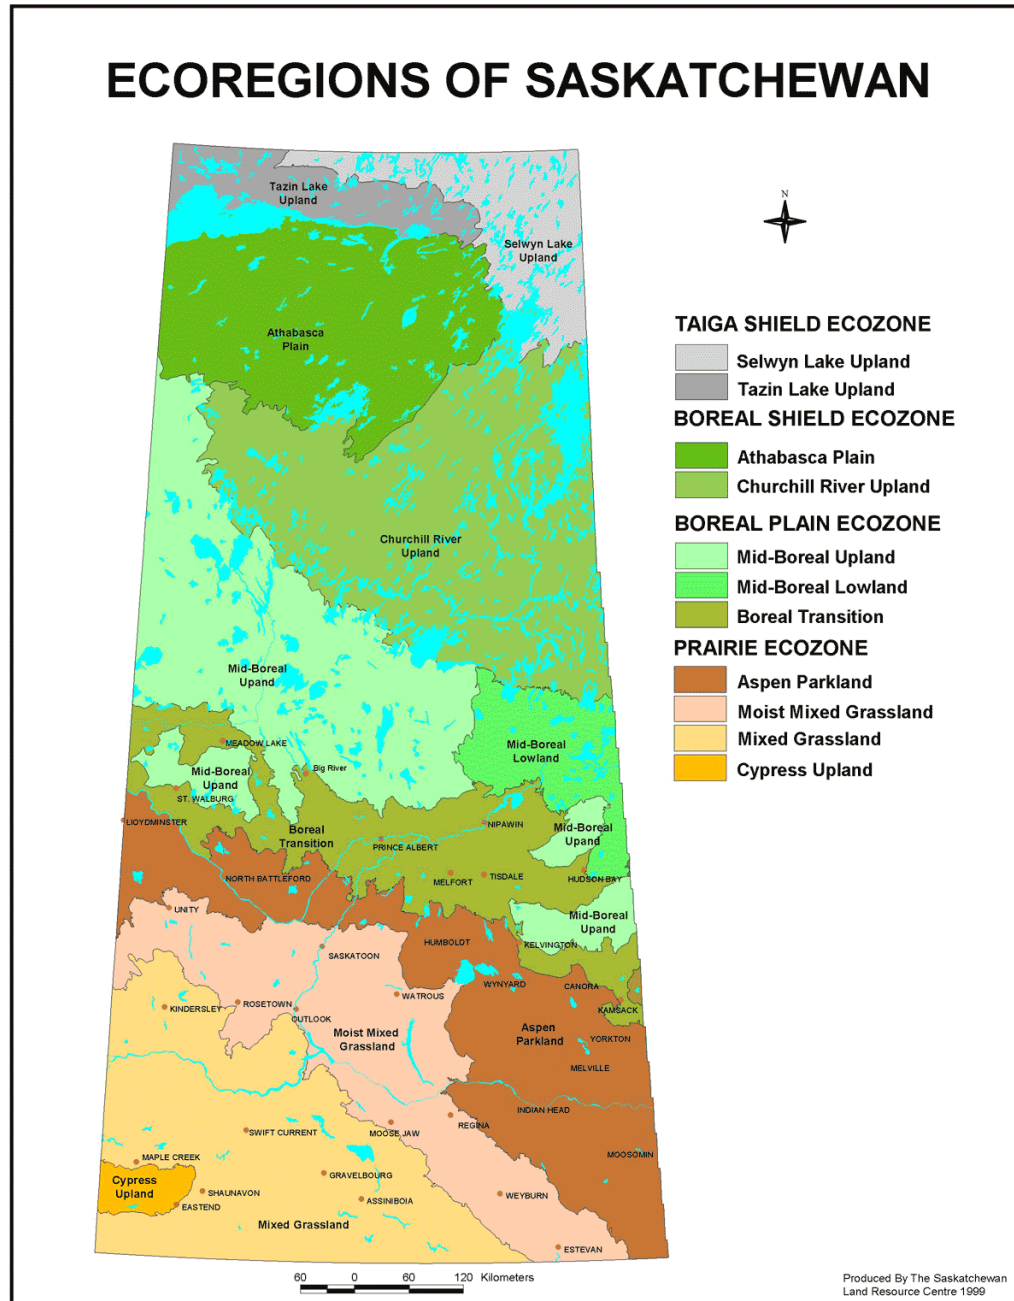 ECOREGIONS OF SASKATCHEWAN
N
Tazin Lake
Upland
Selwyn Lake
Upland
Athabasca
Plain
Churchill River
Upland
Mid-Boreal
Upand
Mid-Boreal
Lowland
MEADOW LAKE
Big River
Mid-Boreal
Upand
ST. WALBURG
LIOYDMINSTER
Boreal
Transition
NIPAWIN
Mid-Boreal
Upand
PRINCE ALBERT
NORTH BATTLEFORD
MELFORT
TISDALE
HUDSON BAY
UNITY
Mid-Boreal
Upand
HUMBOLDT
KELVINGTON
SASKATOON
WYNYARD
CANORA
WATROUS
KINDERSLEY
ROSETOWN
OUTLOOK
KAMSACK
Moist Mixed
Grassland
Aspen
Parkland
YORKTON
MELVILLE
INDIAN HEAD
REGINA
SWIFT CURRENT
MOOSE JAW
MOOSOMIN
MAPLE CREEK
Cypress
Upland
GRAVELBOURG
SHAUNAVON
EASTEND
ASSINIBOIA
WEYBURN
Mixed Grassland
ESTEVAN
TAIGA SHIELD ECOZONE
Selwyn Lake Upland
Tazin Lake Upland
BOREAL SHIELD ECOZONE
Athabasca Plain
Churchill River Upland
BOREAL PLAIN ECOZONE
Mid-Boreal Upland
Mid-Boreal Lowland
Boreal Transition
PRAIRIE ECOZONE
Aspen Parkland
Moist Mixed Grassland
Mixed Grassland
Cypress Upland
60 0 60 120 Kilometers
Produced By The Saskatchewan
Land Resource Centre 1999